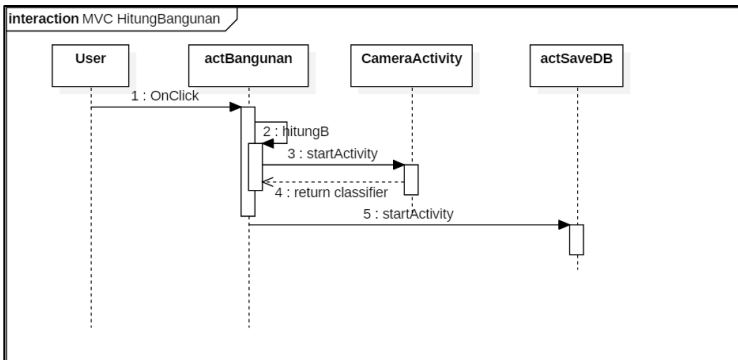 interaction MVC HitungBangunan
User
actBangunan
CameraActivity
actSaveDB
1 : OnClick
2 : hitungB
3 : startActivity
4 : return classifier
5 : startActivity